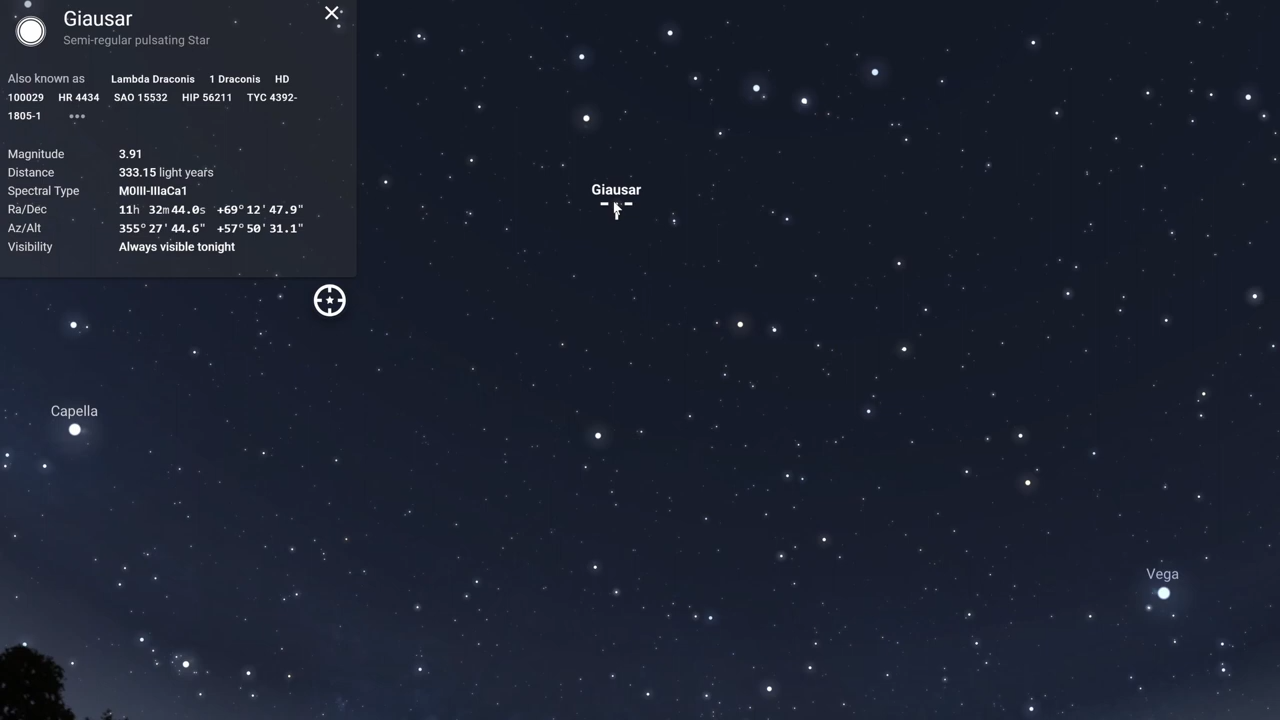 Giausar
Semi-regular pulsating Star
Also known as Lambda Draconis 1 Draconis HD
100029 HR 4434 SAO 15532 HIP 56211 TYC 4392-
1805-1
Magnitude 3.91
Distance 333.15 light years
Spectral Type M0III-IIIaCa1
Ra/Dec 11h 32m44.0s +69°12'47.9"
Az/Alt 355°27'44.6" +57°50'31.1"
Visibility Always visible tonight
Giausar
Capella
Vega